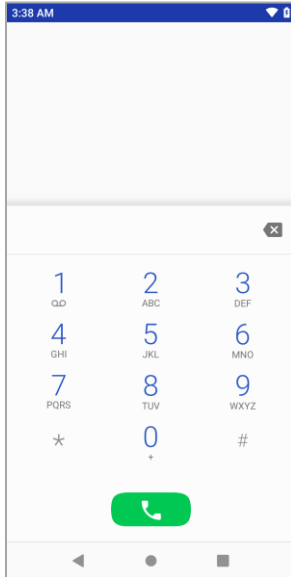 3:38 AM
1 2 3
ABC DEF
4 5 6
GHI JKL MNO
7 8 9
PQRS TUV WXYZ
* 0 #
+